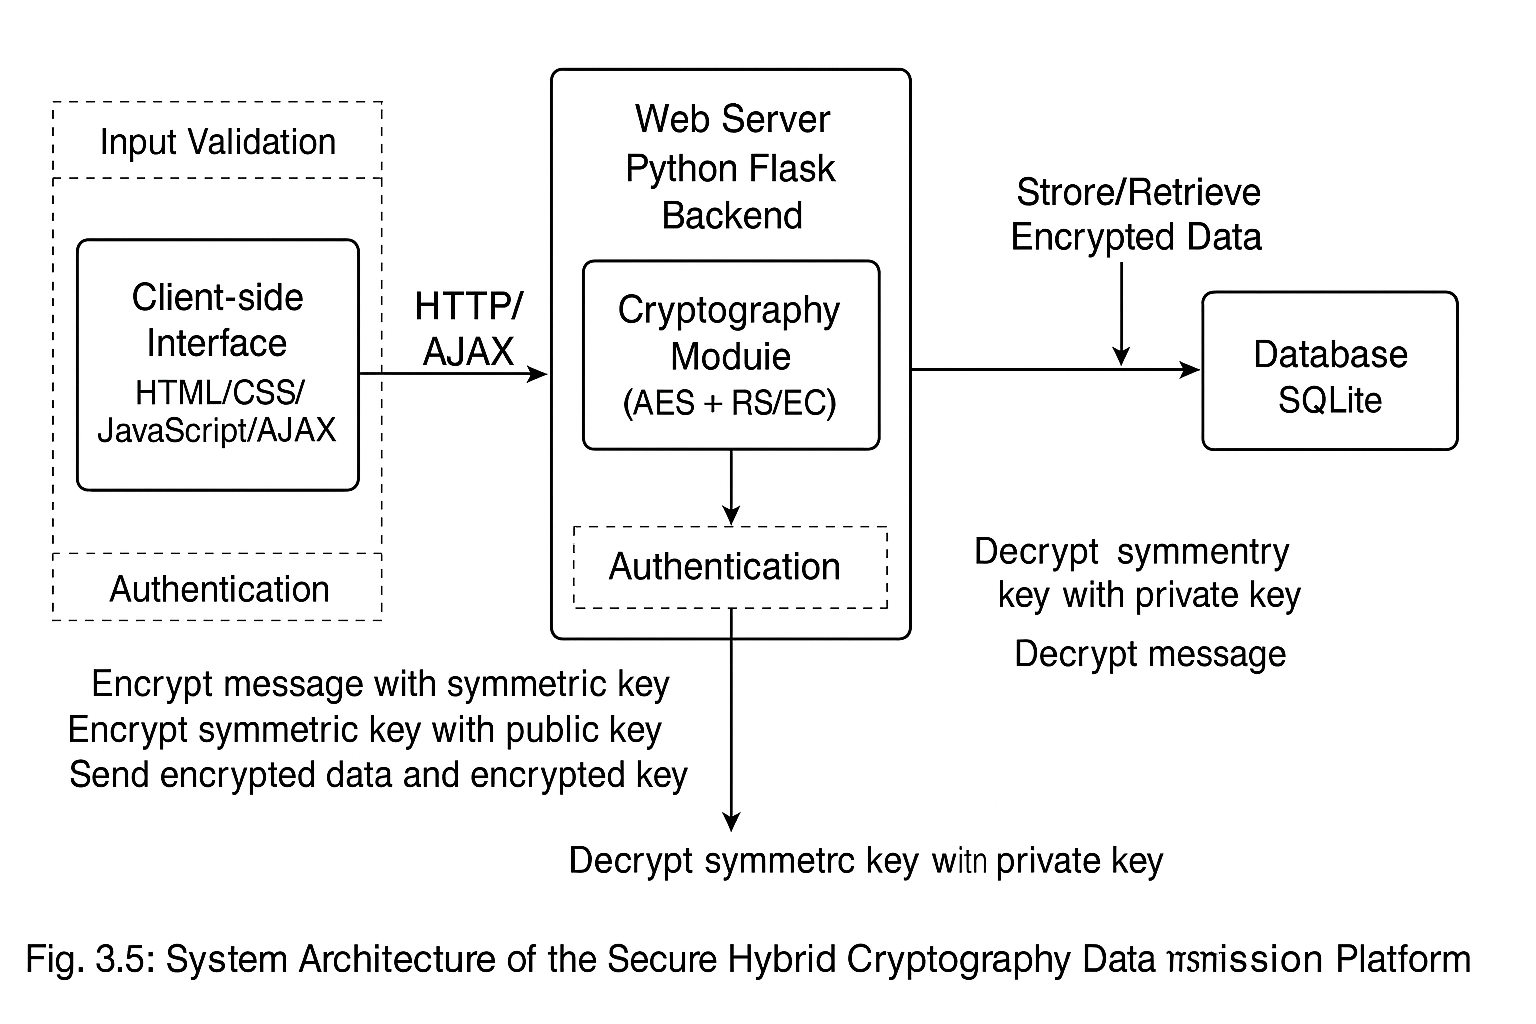 Input Validation
Client-side
Interface
HTML/CSS/
JavaScript/AJAX
Authentication
HTTP/
AJAX
Web Server
Python Flask
Backend
Cryptography
Moduie
(AES + RS/EC)
Authentication
Strore/Retrieve
Encrypted Data
Database
SQLite
Decrypt symmentry
key with private key
Decrypt message
Encrypt message with symmetric key
Encrypt symmetric key with public key
Send encrypted data and encrypted key
Decrypt symmetrc key witn private key
Fig. 3.5: System Architecture of the Secure Hybrid Cryptography Data Platform